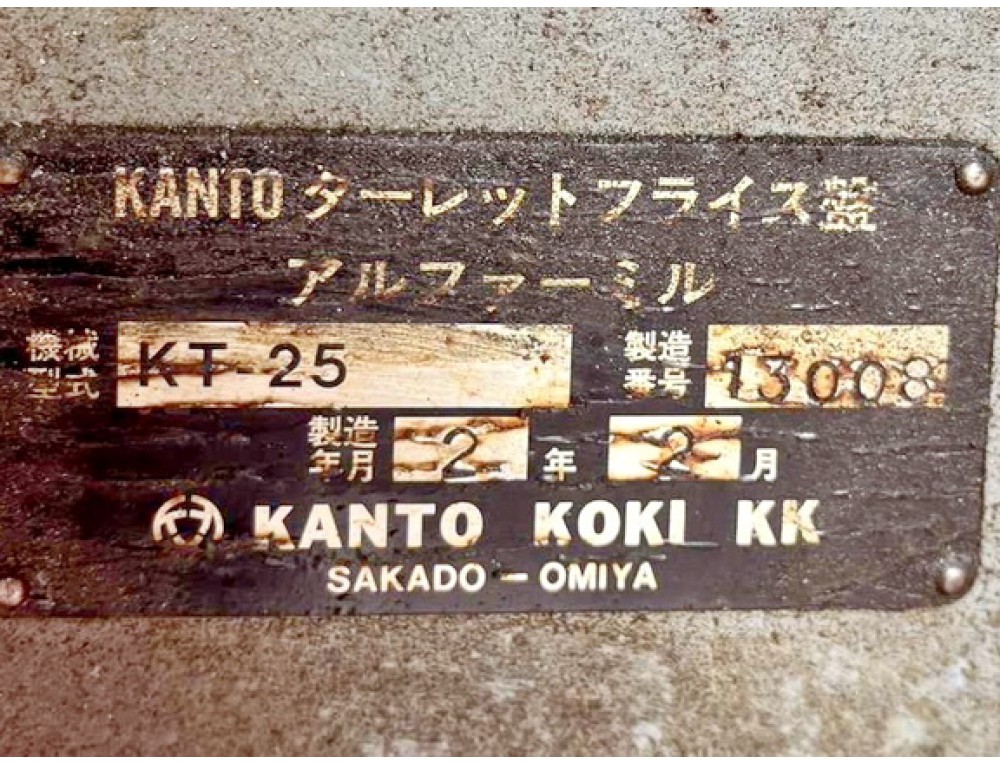 KANTO ターレットフライス盤
アルファーミル
機械型式 KT-25 製造番号 13008
製造年月 2 年 2 月
KANTO KOKI KK
SAKADO - OMIYA